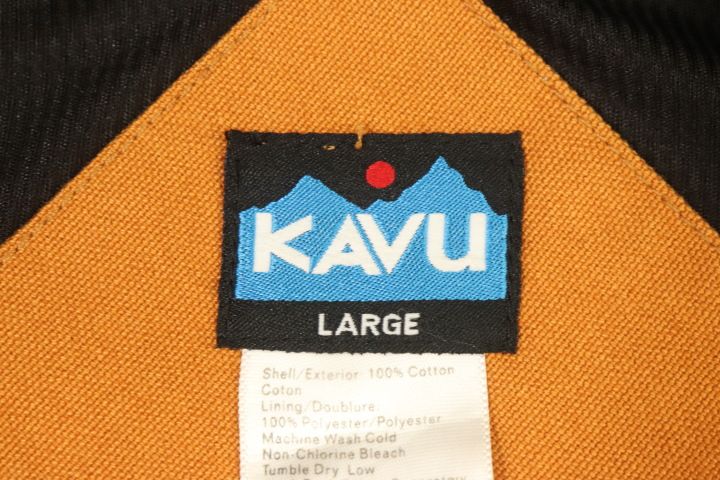 KAVU
LARGE
Shell/Exterior: 100% Cotton
Coton
Lining/Doublure:
100% Polyester/Polyester
Machine Wash Cold
Non-Chlorine Bleach
Tumble Dry Low